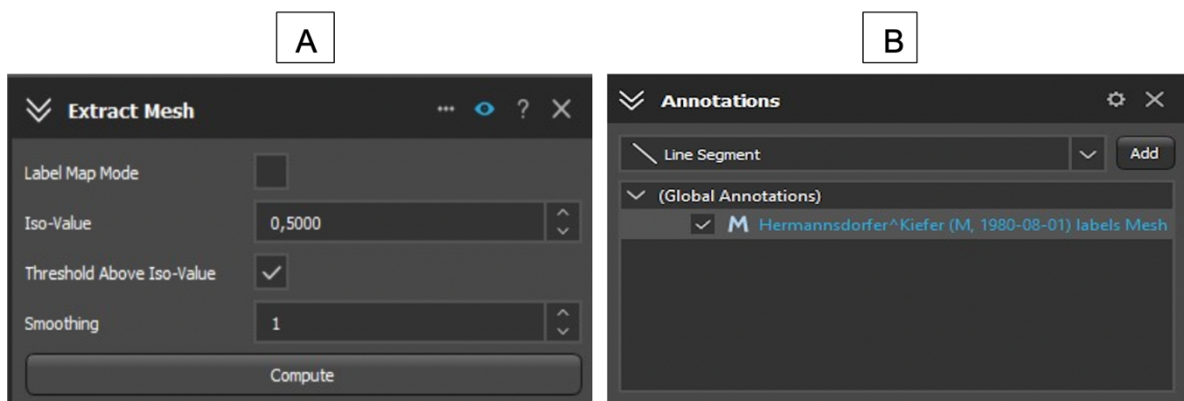 A
B
Extract Mesh
Label Map Mode
Iso-Value 0,5000
Threshold Above Iso-Value
Smoothing 1
Compute
Annotations
Line Segment Add
(Global Annotations)
M Hermannsdorfer^Kiefer (M, 1980-08-01) labels Mesh